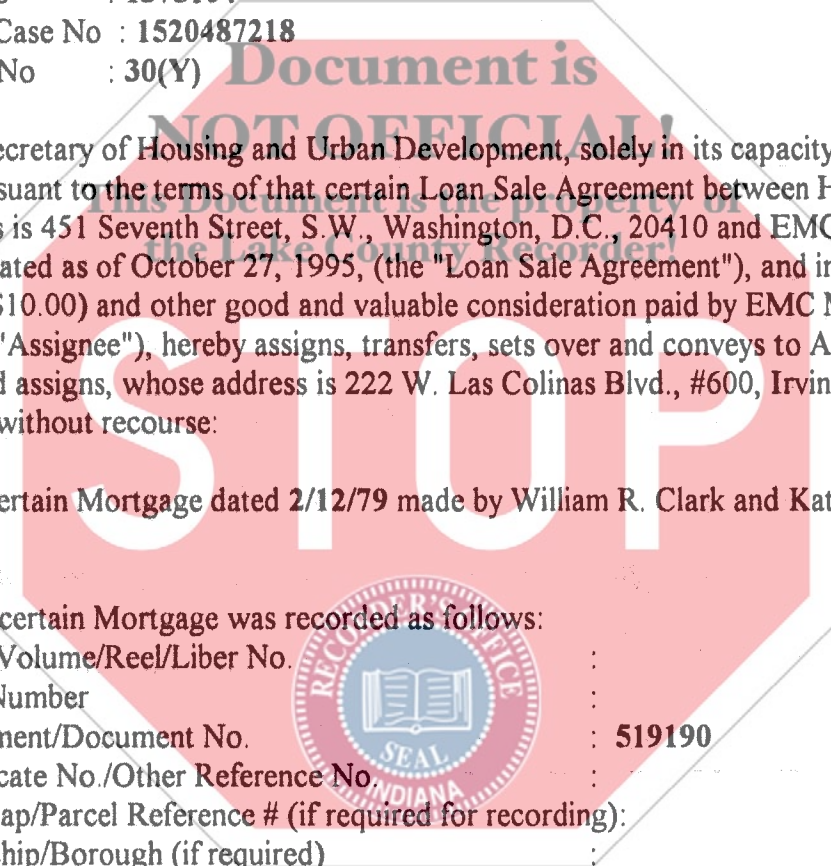 Case No : 1520487218
No : 30(Y)
Document is
NOT OFFICIAL!
This Document is the property of
the Lake County Recorder!
STOP
ecretary of Housing and Urban Development, solely in its capacity
suant to the terms of that certain Loan Sale Agreement between H
s is 451 Seventh Street, S.W., Washington, D.C., 20410 and EMC
ated as of October 27, 1995, (the "Loan Sale Agreement"), and in
$10.00) and other good and valuable consideration paid by EMC M
"Assignee"), hereby assigns, transfers, sets over and conveys to A
d assigns, whose address is 222 W. Las Colinas Blvd., #600, Irvin
without recourse:
ertain Mortgage dated 2/12/79 made by William R. Clark and Kat
certain Mortgage was recorded as follows:
Volume/Reel/Liber No. :
Number :
ment/Document No. : 519190
cate No./Other Reference No. :
ap/Parcel Reference # (if required for recording):
hip/Borough (if required) :
RECORDER'S OFFICE
SEAL
INDIANA